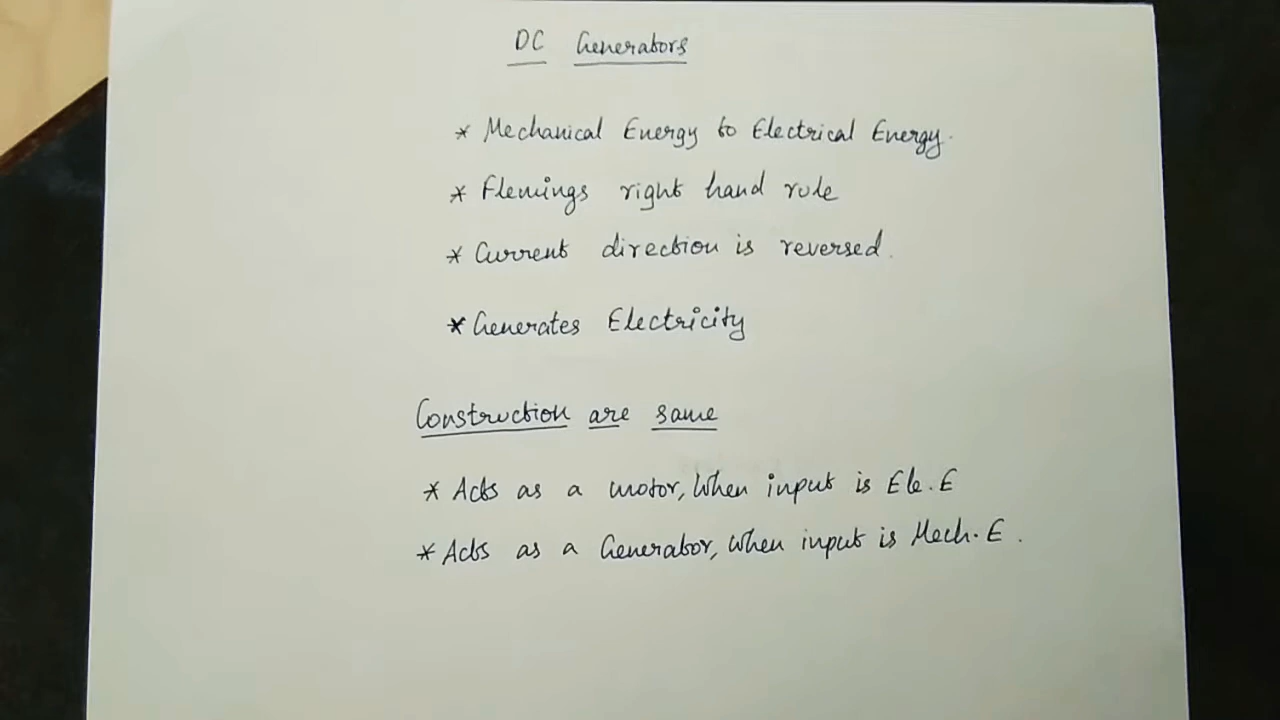 DC Generators
* Mechanical Energy to Electrical Energy.
* Flemings right hand rule
* Current direction is reversed.
* Generates Electricity
Construction are same
* Acts as a motor, When input is Ele.E
* Acts as a Generator, When input is Mech.E.